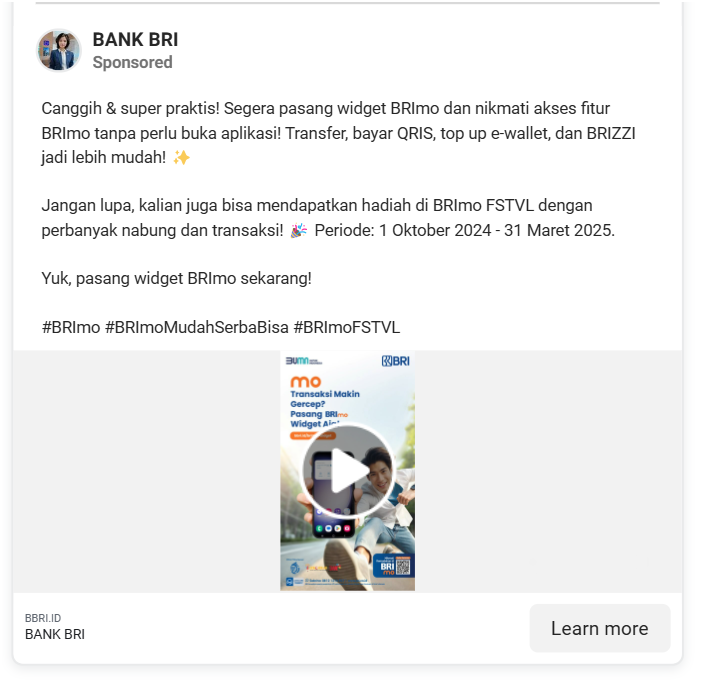 BANK BRI
Sponsored
Canggih & super praktis! Segera pasang widget BRImo dan nikmati akses fitur
BRImo tanpa perlu buka aplikasi! Transfer, bayar QRIS, top up e-wallet, dan BRIZZI
jadi lebih mudah! ✨
Jangan lupa, kalian juga bisa mendapatkan hadiah di BRImo FSTVL dengan
perbanyak nabung dan transaksi! 🎉 Periode: 1 Oktober 2024 - 31 Maret 2025.
Yuk, pasang widget BRImo sekarang!
#BRImo #BRImoMudahSerbaBisa #BRImoFSTVL
BUMN
BRI
mo
Transaksi Makin
Gercep?
Pasang BRImo
Widget
BRI
mo
BBRI.ID
BANK BRI
Learn more